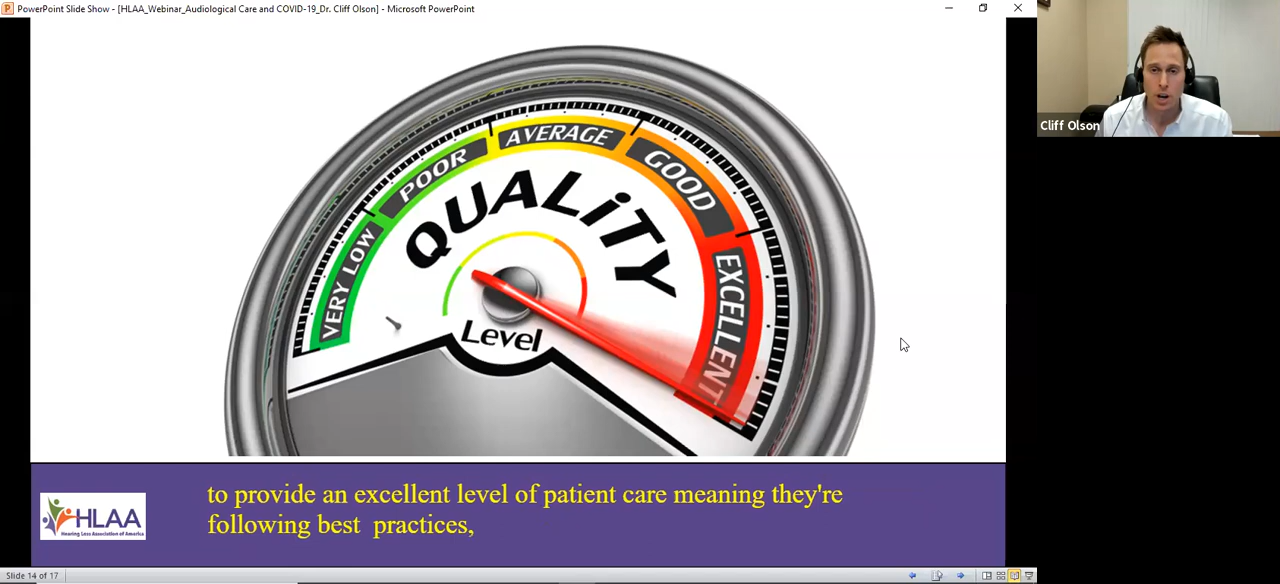 PowerPoint Slide Show - [HLAA_Webinar_Audiological Care and COVID-19_Dr. Cliff Olson] - Microsoft PowerPoint
Cliff Olson
VERY LOW
POOR
AVERAGE
GOOD
EXCELLENT
QUALiTY
Level
HLAA
Hearing Loss Association of America
to provide an excellent level of patient care meaning they're
following best practices,
Slide 14 of 17